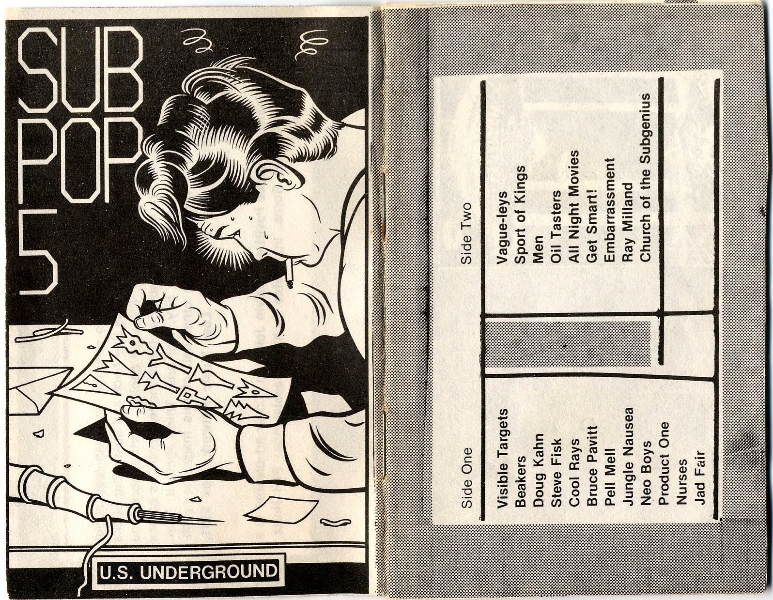 SUB
POP
5
U.S. UNDERGROUND
Side One
Visible Targets
Beakers
Doug Kahn
Steve Fisk
Cool Rays
Bruce Pavitt
Pell Mell
Jungle Nausea
Neo Boys
Product One
Nurses
Jad Fair
Side Two
Vague-leys
Sport of Kings
Men
Oil Tasters
All Night Movies
Get Smart!
Embarrassment
Ray Milland
Church of the Subgenius